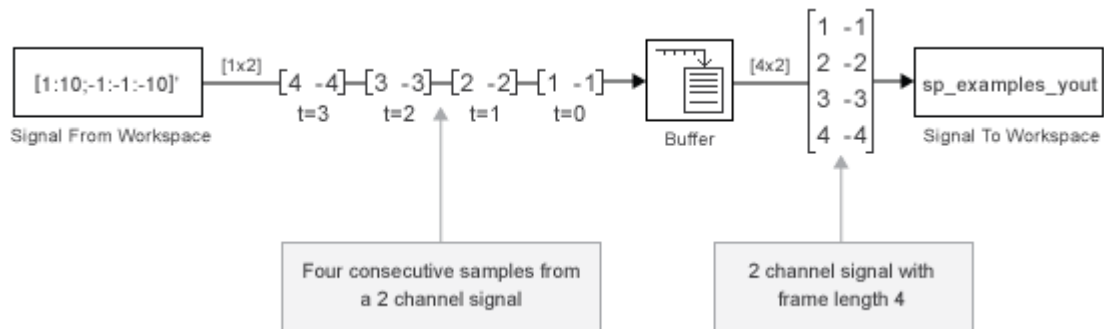 [1:10;-1:-1:-10]'
Signal From Workspace
[1x2]
[4 -4] [3 -3] [2 -2] [1 -1]
t=3 t=2 t=1 t=0
Buffer
[4x2]
1 -1
2 -2
3 -3
4 -4
sp_examples_yout
Signal To Workspace
Four consecutive samples from
a 2 channel signal
2 channel signal with
frame length 4